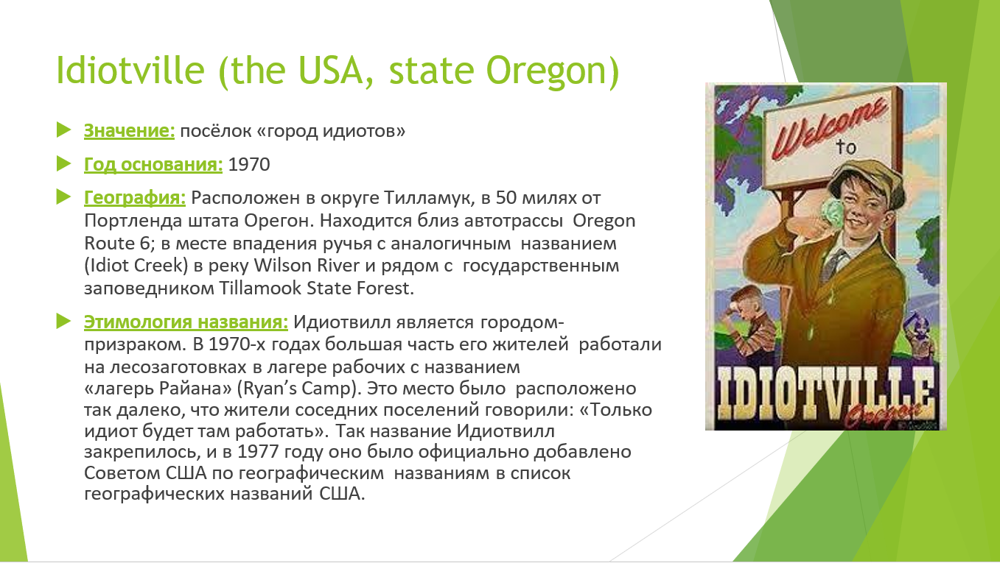 Idiotville (the USA, state Oregon)
Значение: посёлок «город идиотов»
Год основания: 1970
География: Расположен в округе Тилламук, в 50 милях от
Портленда штата Орегон. Находится близ автотрассы Oregon
Route 6; в месте впадения ручья с аналогичным названием
(Idiot Creek) в реку Wilson River и рядом с государственным
заповедником Tillamook State Forest.
Этимология названия: Идиотвилл является городом-
призраком. В 1970-х годах большая часть его жителей работали
на лесозаготовках в лагере рабочих с названием
«лагерь Райана» (Ryan’s Camp). Это место было расположено
так далеко, что жители соседних поселений говорили: «Только
идиот будет там работать». Так название Идиотвилл
закрепилось, и в 1977 году оно было официально добавлено
Советом США по географическим названиям в список
географических названий США.
Welcome
to
IDIOTVILLE
Oregon